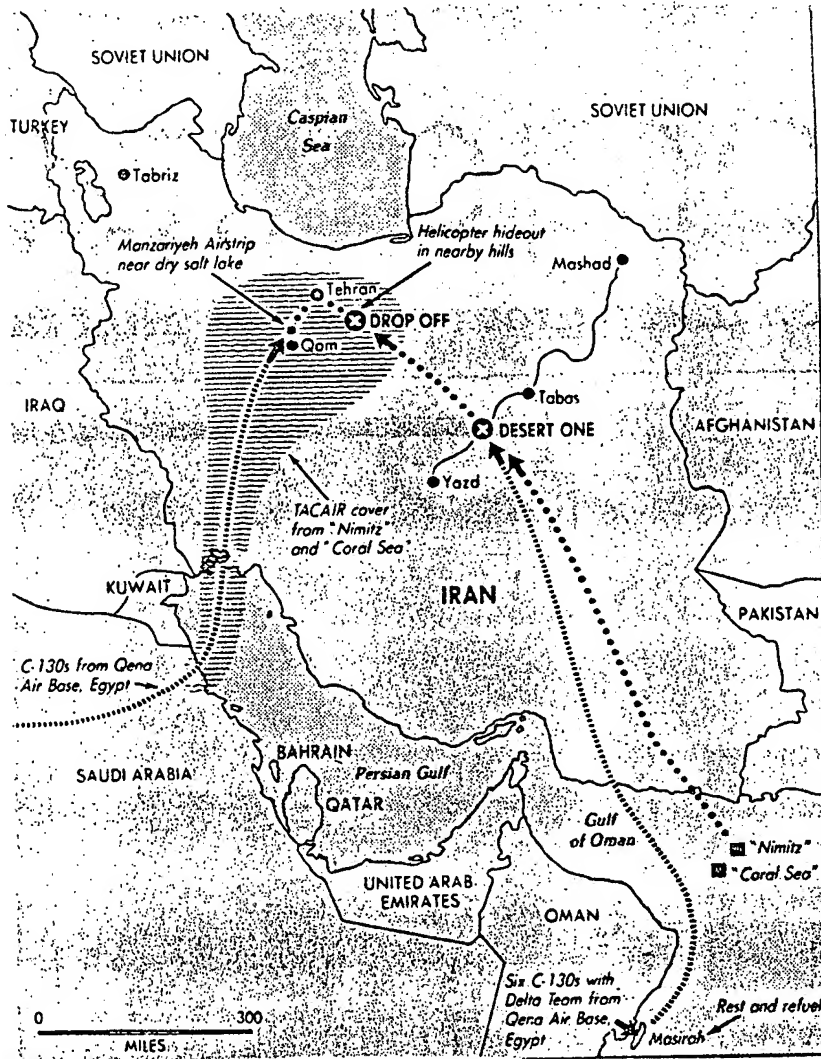 SOVIET UNION
Caspian
Sea
SOVIET UNION
TURKEY
Tabriz
Manzariyeh Airstrip
near dry salt lake
Helicopter hideout
in nearby hills
Mashad
Tehran
DROP OFF
Qom
IRAQ
Tabas
AFGHANISTAN
DESERT ONE
Yazd
TACAIR cover
from "Nimitz"
and "Coral Sea"
KUWAIT
IRAN
PAKISTAN
C-130s from Qena
Air Base, Egypt
SAUDI ARABIA
BAHRAIN
Persian Gulf
QATAR
Gulf
of Oman
"Nimitz"
"Coral Sea"
UNITED ARAB
EMIRATES
OMAN
Six C-130s with
Delta Team from
Qena Air Base,
Egypt
Rest and refuel
Masirah
0 300
MILES